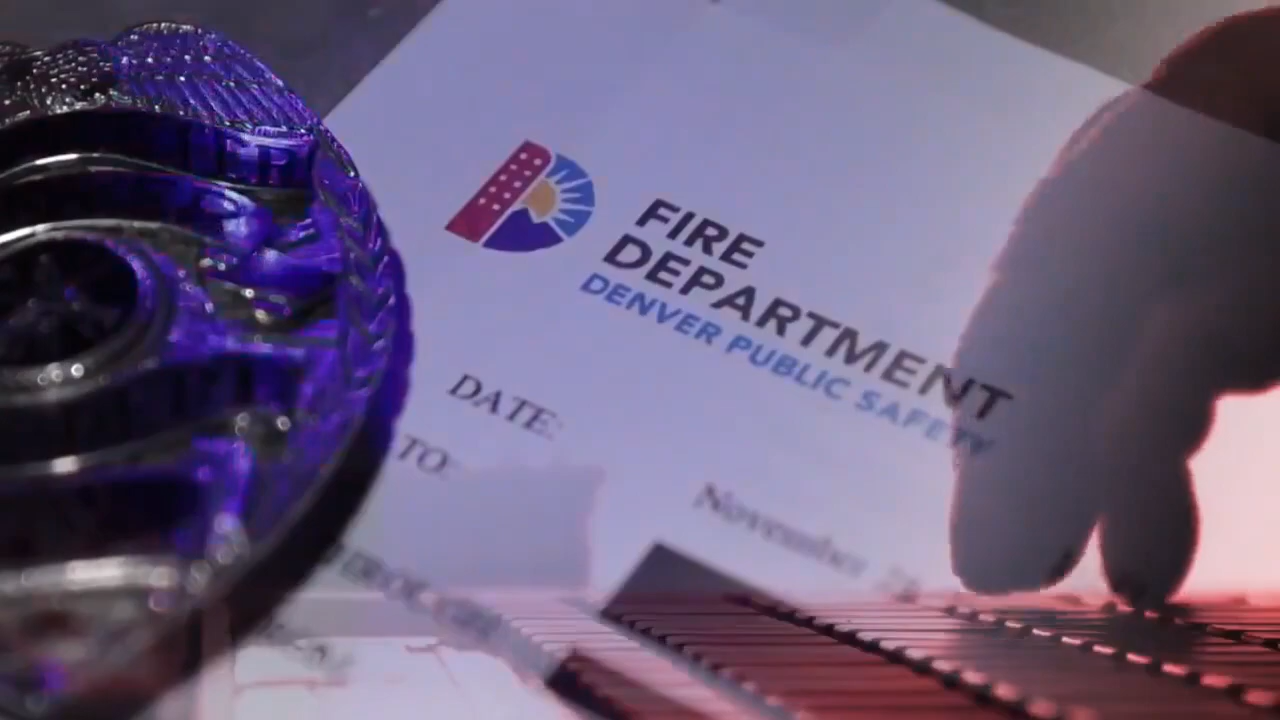 FIRE
DEPARTMENT
DENVER PUBLIC SAFETY
DATE:
TO:
November